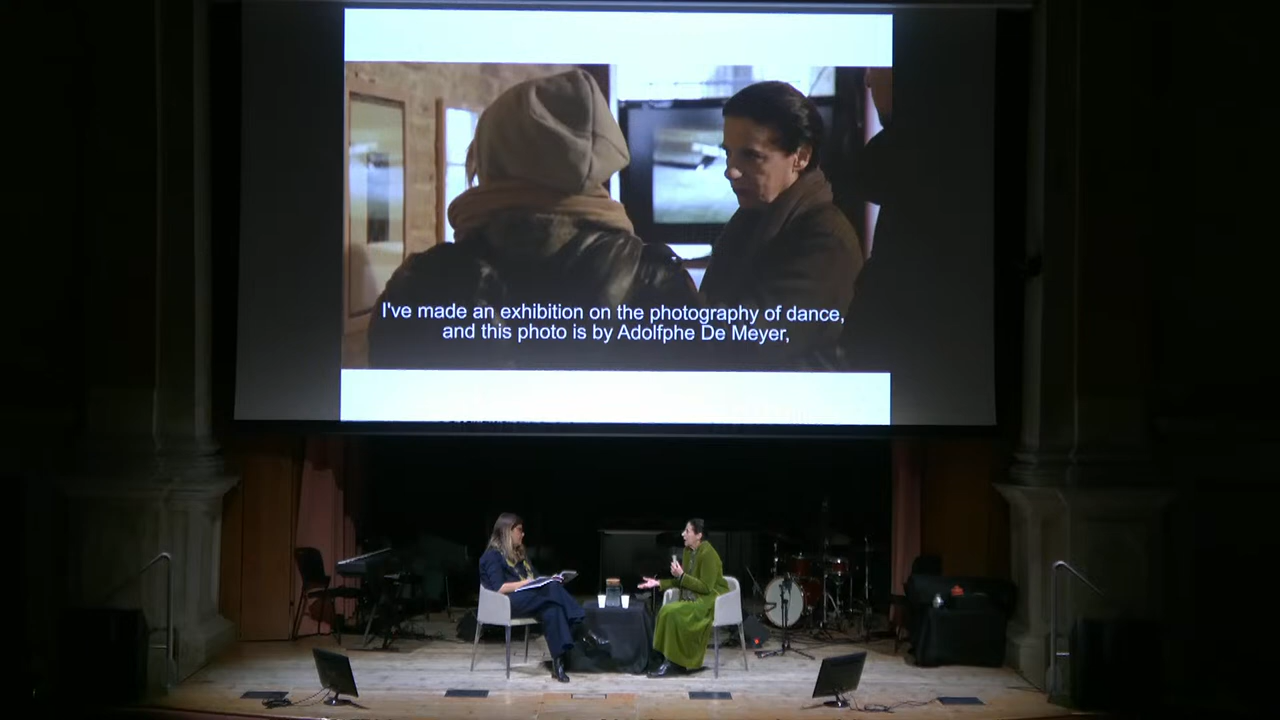 I've made an exhibition on the photography of dance,
and this photo is by Adolfphe De Meyer,